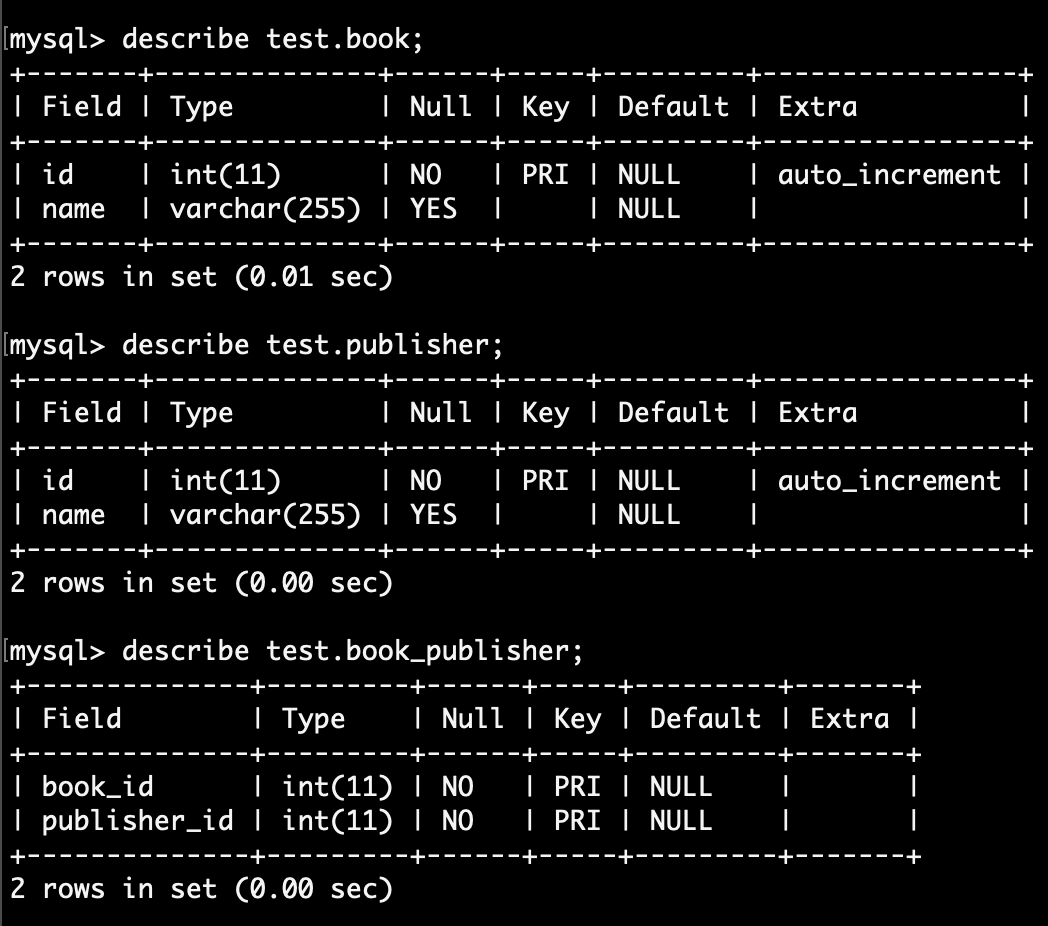 [mysql> describe test.book;
+-------+--------------+------+-----+---------+----------------+
| Field | Type         | Null | Key | Default | Extra          |
+-------+--------------+------+-----+---------+----------------+
| id    | int(11)      | NO   | PRI | NULL    | auto_increment |
| name  | varchar(255) | YES  |     | NULL    |                |
+-------+--------------+------+-----+---------+----------------+
2 rows in set (0.01 sec)
[mysql> describe test.publisher;
+-------+--------------+------+-----+---------+----------------+
| Field | Type         | Null | Key | Default | Extra          |
+-------+--------------+------+-----+---------+----------------+
| id    | int(11)      | NO   | PRI | NULL    | auto_increment |
| name  | varchar(255) | YES  |     | NULL    |                |
+-------+--------------+------+-----+---------+----------------+
2 rows in set (0.00 sec)
[mysql> describe test.book_publisher;
+--------------+---------+------+-----+---------+-------+
| Field        | Type    | Null | Key | Default | Extra |
+--------------+---------+------+-----+---------+-------+
| book_id      | int(11) | NO   | PRI | NULL    |       |
| publisher_id | int(11) | NO   | PRI | NULL    |       |
+--------------+---------+------+-----+---------+-------+
2 rows in set (0.00 sec)